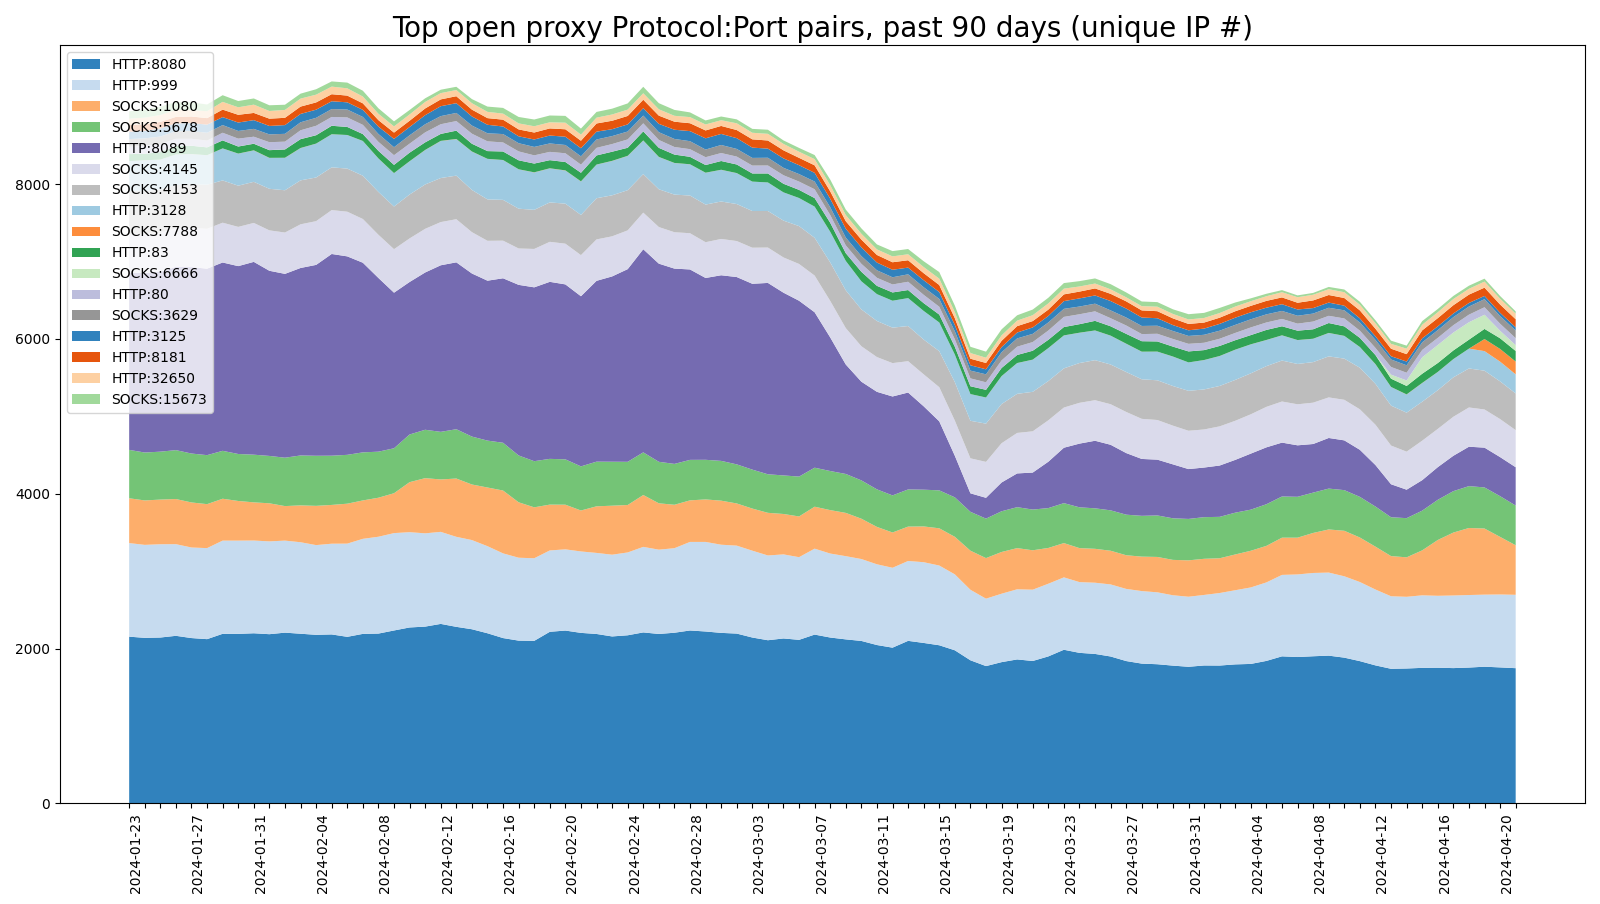 Top open proxy Protocol:Port pairs, past 90 days (unique IP #)
HTTP:8080
HTTP:999
SOCKS:1080
SOCKS:5678
HTTP:8089
SOCKS:4145
SOCKS:4153
HTTP:3128
SOCKS:7788
HTTP:83
SOCKS:6666
HTTP:80
SOCKS:3629
HTTP:3125
HTTP:8181
HTTP:32650
SOCKS:15673
8000
6000
4000
2000
0
2024-01-23
2024-01-27
2024-01-31
2024-02-04
2024-02-08
2024-02-12
2024-02-16
2024-02-20
2024-02-24
2024-02-28
2024-03-03
2024-03-07
2024-03-11
2024-03-15
2024-03-19
2024-03-23
2024-03-27
2024-03-31
2024-04-04
2024-04-08
2024-04-12
2024-04-16
2024-04-20